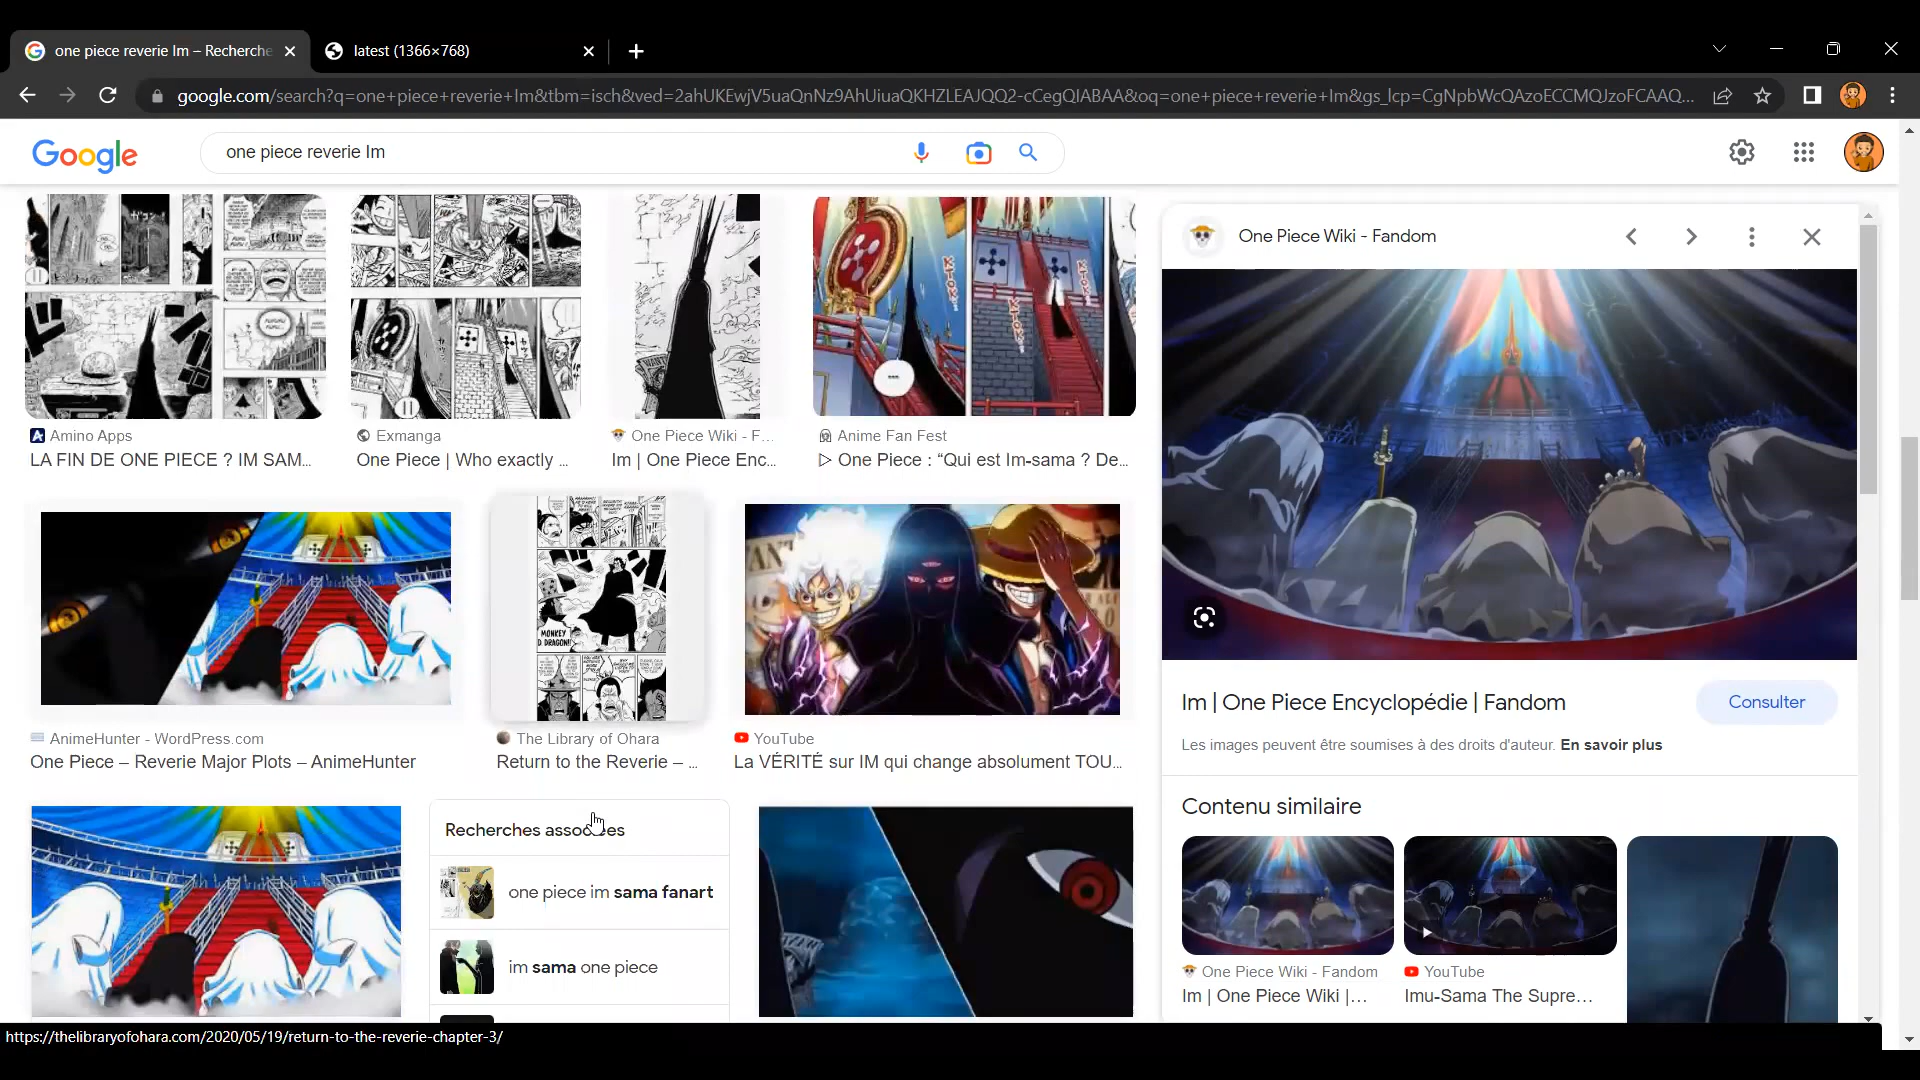 one piece reverie Im – Recherche
latest (1366×768)
google.com/search?q=one+piece+reverie+Im&tbm=isch&ved=2ahUKEwjV5uaQnNz9AhUiuaQKHZLEAJQQ2-cCegQIABAA&oq=one+piece+reverie+Im&gs_lcp=CgNpbWcQAzoECCMQJzoFCAAQ...
Google
one piece reverie Im
One Piece Wiki - Fandom
Amino Apps
LA FIN DE ONE PIECE ? IM SAM...
Exmanga
One Piece | Who exactly ...
One Piece Wiki - F...
Im | One Piece Enc...
Anime Fan Fest
▷ One Piece : “Qui est Im-sama ? De...
MONKEY
D DRAGON!
AnimeHunter - WordPress.com
One Piece – Reverie Major Plots – AnimeHunter
The Library of Ohara
Return to the Reverie – ...
YouTube
La VÉRITÉ sur IM qui change absolument TOU...
Im | One Piece Encyclopédie | Fandom
Consulter
Les images peuvent être soumises à des droits d'auteur. En savoir plus
Contenu similaire
One Piece Wiki - Fandom
Im | One Piece Wiki |...
YouTube
Imu-Sama The Supre...
Recherches associées
one piece im sama fanart
im sama one piece
https://thelibraryofohara.com/2020/05/19/return-to-the-reverie-chapter-3/